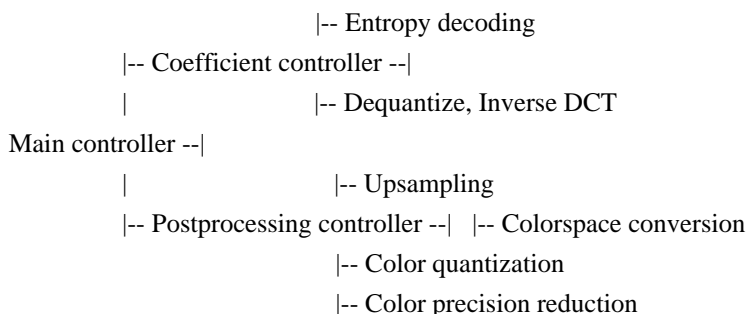 |-- Entropy decoding
|-- Coefficient controller --|
| |-- Dequantize, Inverse DCT
Main controller --|
| |-- Upsampling
|-- Postprocessing controller --| |-- Colorspace conversion
|-- Color quantization
|-- Color precision reduction